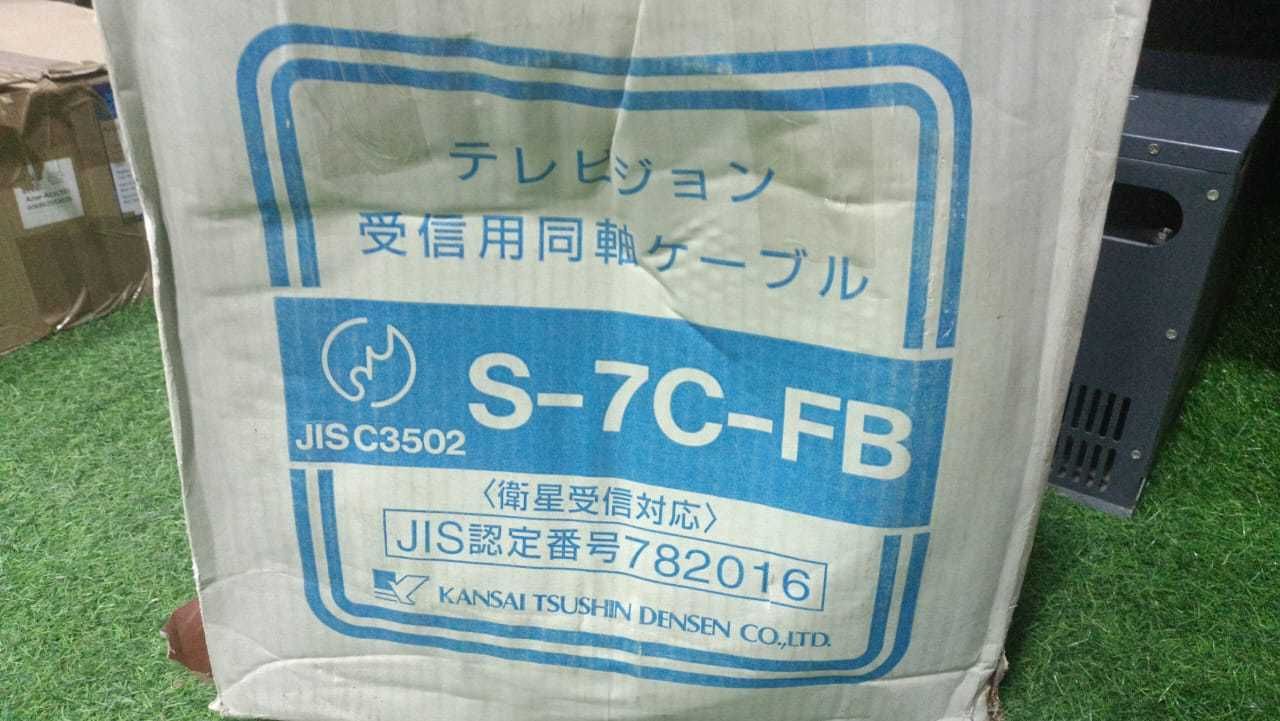 テレビジョン
受信用同軸ケーブル
JIS C3502
S-7C-FB
〈衛星受信対応〉
JIS認定番号782016
KANSAI TSUSHIN DENSEN CO.,LTD.